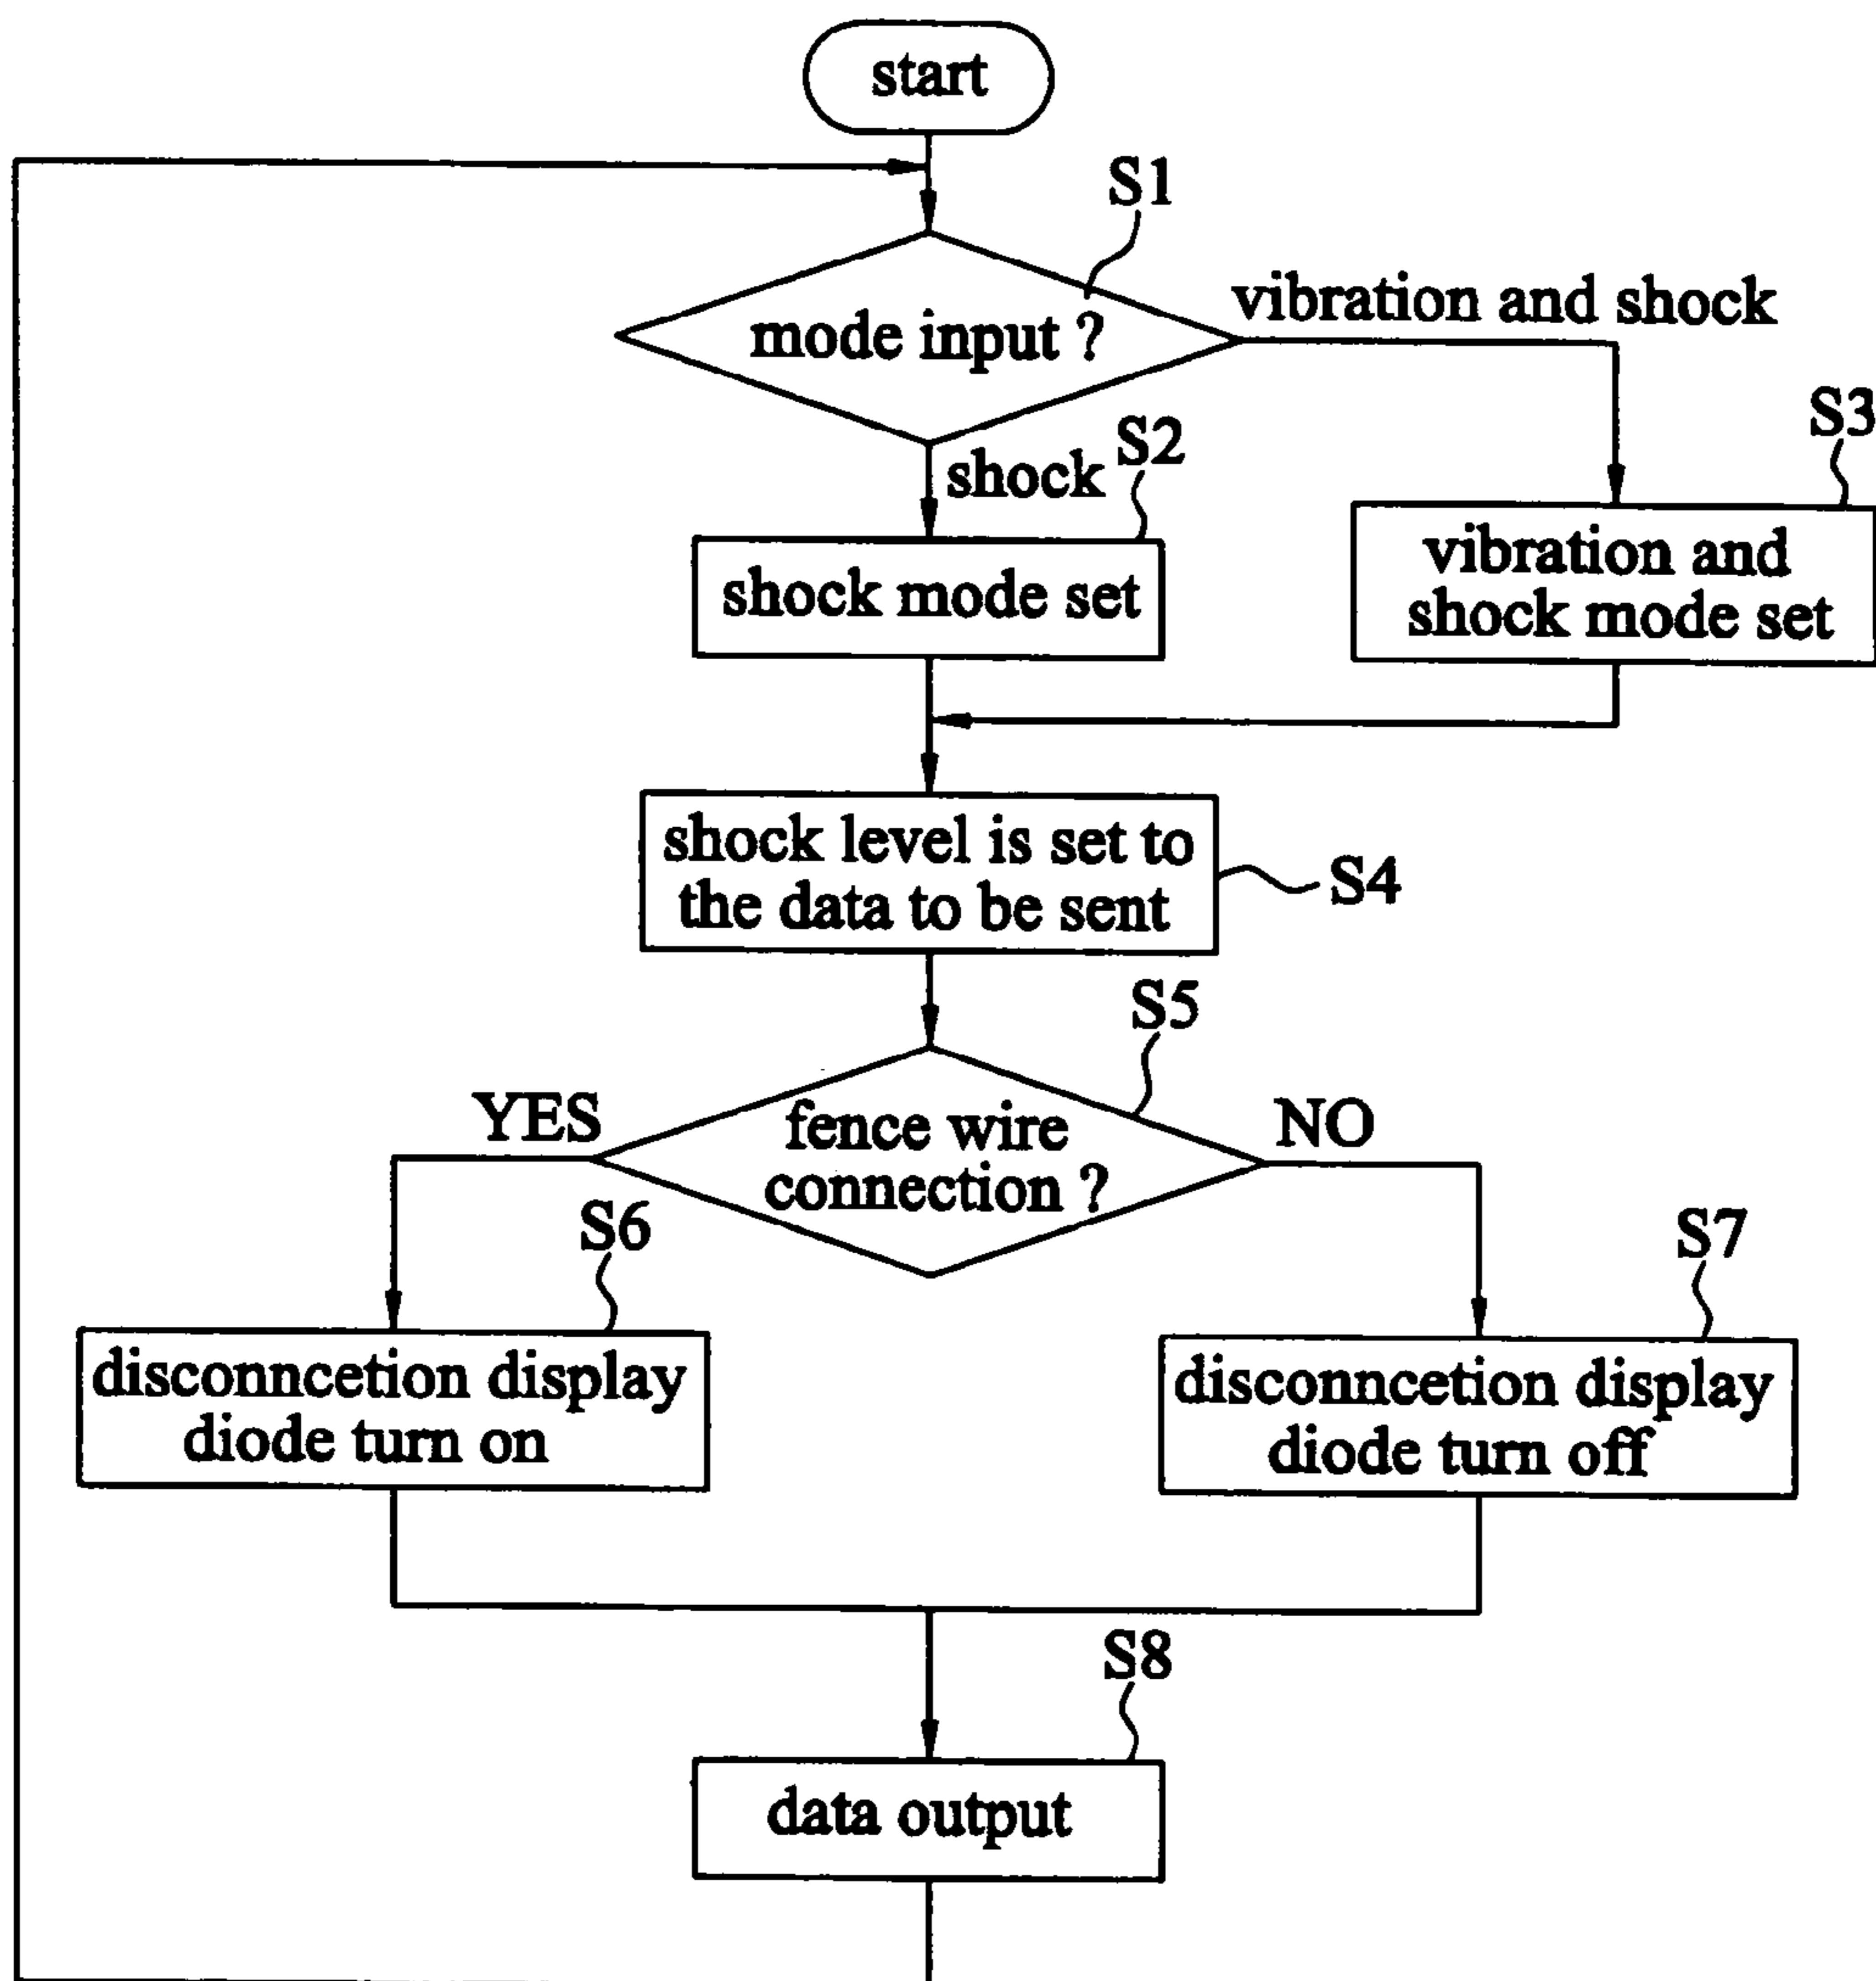 start
S1
mode input ?
vibration and shock
shock
S2
S3
shock mode set
vibration and
shock mode set
shock level is set to
the data to be sent
S4
S5
YES
fence wire
connection ?
NO
S6
S7
disconncetion display
diode turn on
disconncetion display
diode turn off
S8
data output